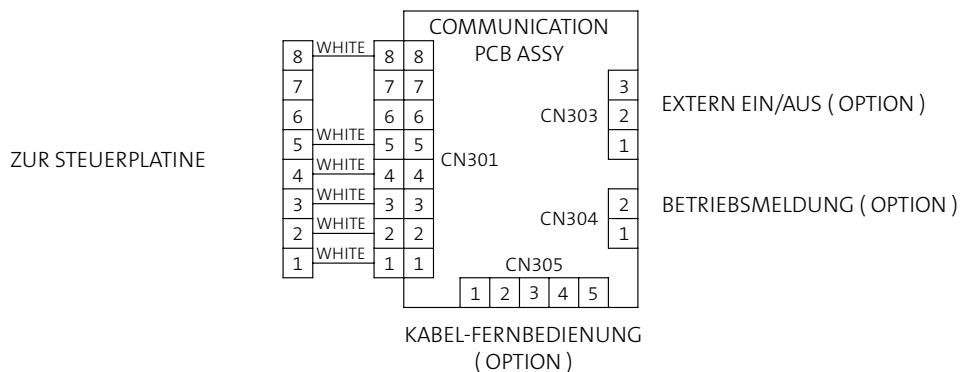 COMMUNICATION
PCB ASSY
8 WHITE 8 8
7 7 7
6 6 6
5 WHITE 5 5
4 WHITE 4 4
3 WHITE 3 3
2 WHITE 2 2
1 WHITE 1 1
ZUR STEUERPLATINE
CN301
CN303
3
2
1
EXTERN EIN/AUS ( OPTION )
CN304
2
1
BETRIEBSMELDUNG ( OPTION )
CN305
1 2 3 4 5
KABEL-FERNBEDIENUNG
( OPTION )